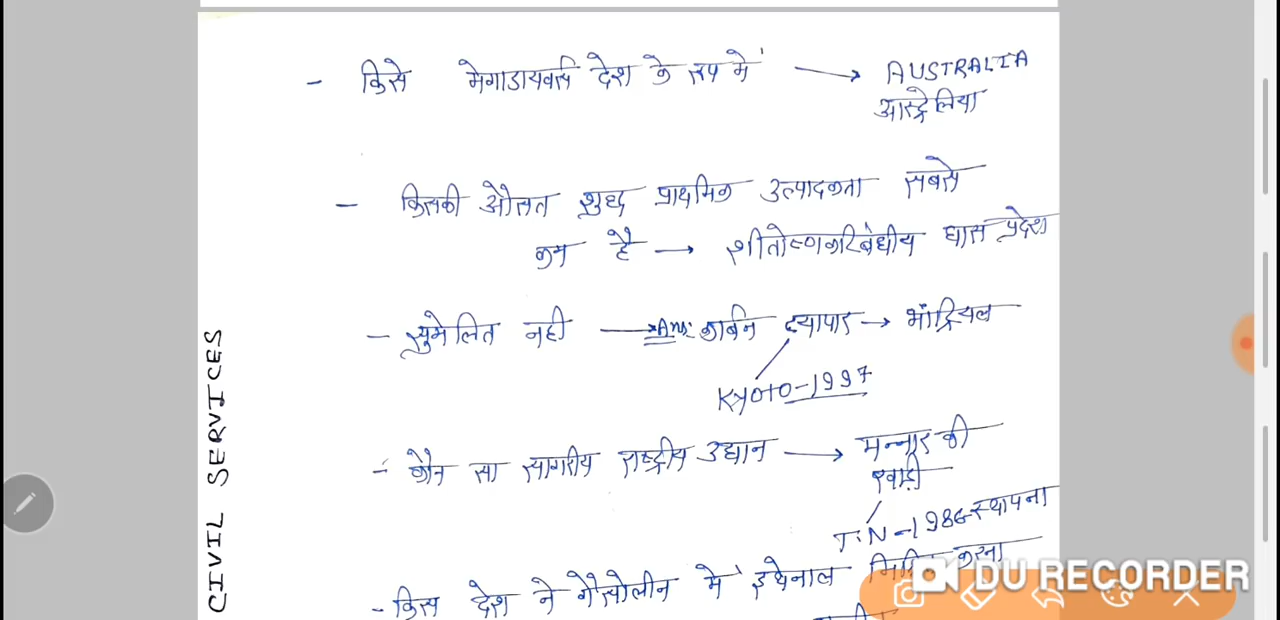 - किसे मेगाडायवर्स देश के रूप में → AUSTRALIA
आस्ट्रेलिया
- किसकी औसत शुद्ध प्राथमिक उत्पादकता सबसे
कम है → शीतोष्णकटिबंधीय घास प्रदेश
- सुमेलित नही → Ans: कार्बन व्यापार → मॉंट्रियल
KYOTO-1997
- कौन सा सागरीय राष्ट्रीय उद्यान → मन्नार की
खाड़ी
T.N-1986-स्थापना
- किस देश ने गैसोलीन में इथेनाल करना
CIVIL SERVICES
DU RECORDER